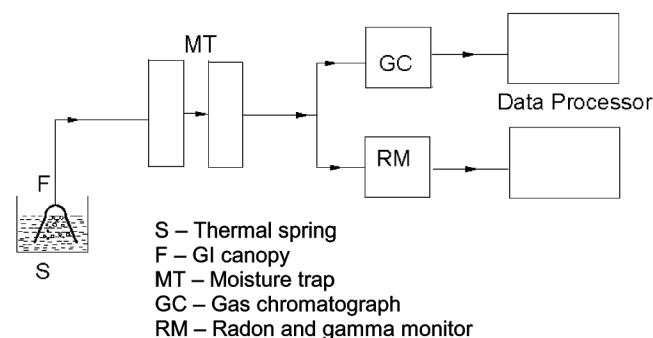 MT
GC
Data Processor
RM
F
S
S – Thermal spring
F – GI canopy
MT – Moisture trap
GC – Gas chromatograph
RM – Radon and gamma monitor